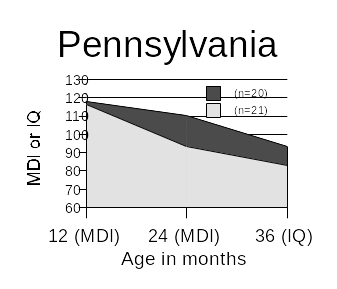 Pennsylvania
130
120
110
100
90
80
70
60
MDI or IQ
(n=20)
(n=21)
12 (MDI) 24 (MDI) 36 (IQ)
Age in months